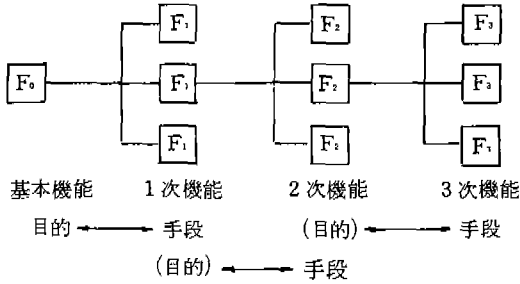 F₁ F₂ F₃
F₀ F₁ F₂ F₃
F₁ F₂ F₃
基本機能 1次機能 2次機能 3次機能
目的 手段 (目的) 手段
(目的) 手段